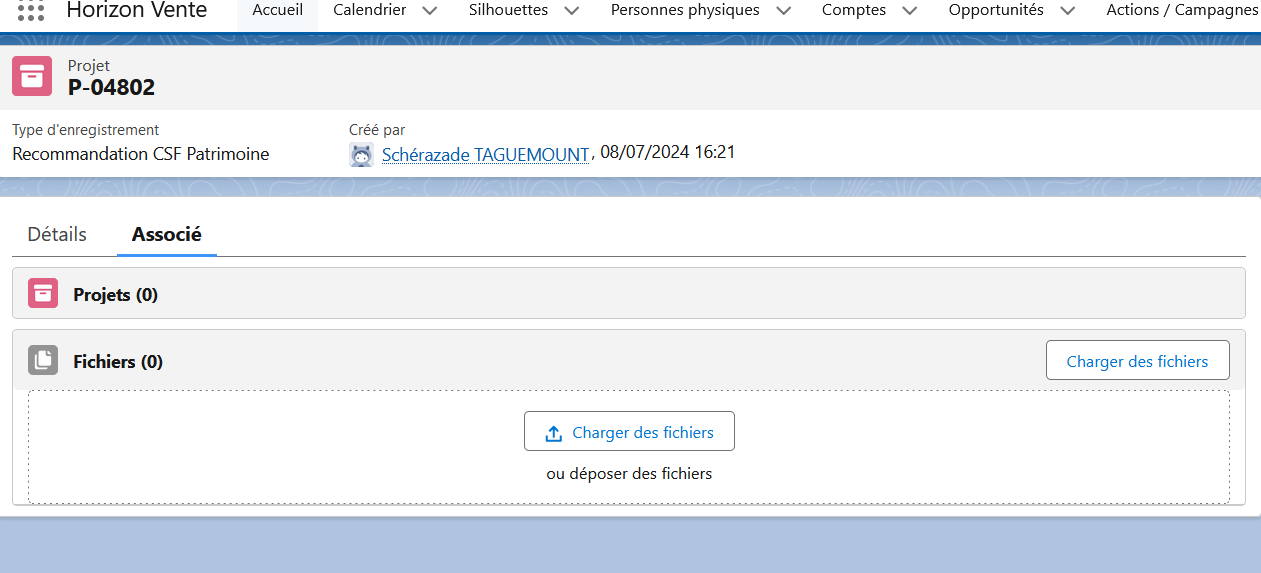 Horizon Vente Accueil Calendrier Silhouettes Personnes physiques Comptes Opportunités Actions / Campagnes
Projet
P-04802
Type d'enregistrement Créé par
Recommandation CSF Patrimoine Schérazade TAGUEMOUNT, 08/07/2024 16:21
Détails Associé
Projets (0)
Fichiers (0) Charger des fichiers
Charger des fichiers
ou déposer des fichiers